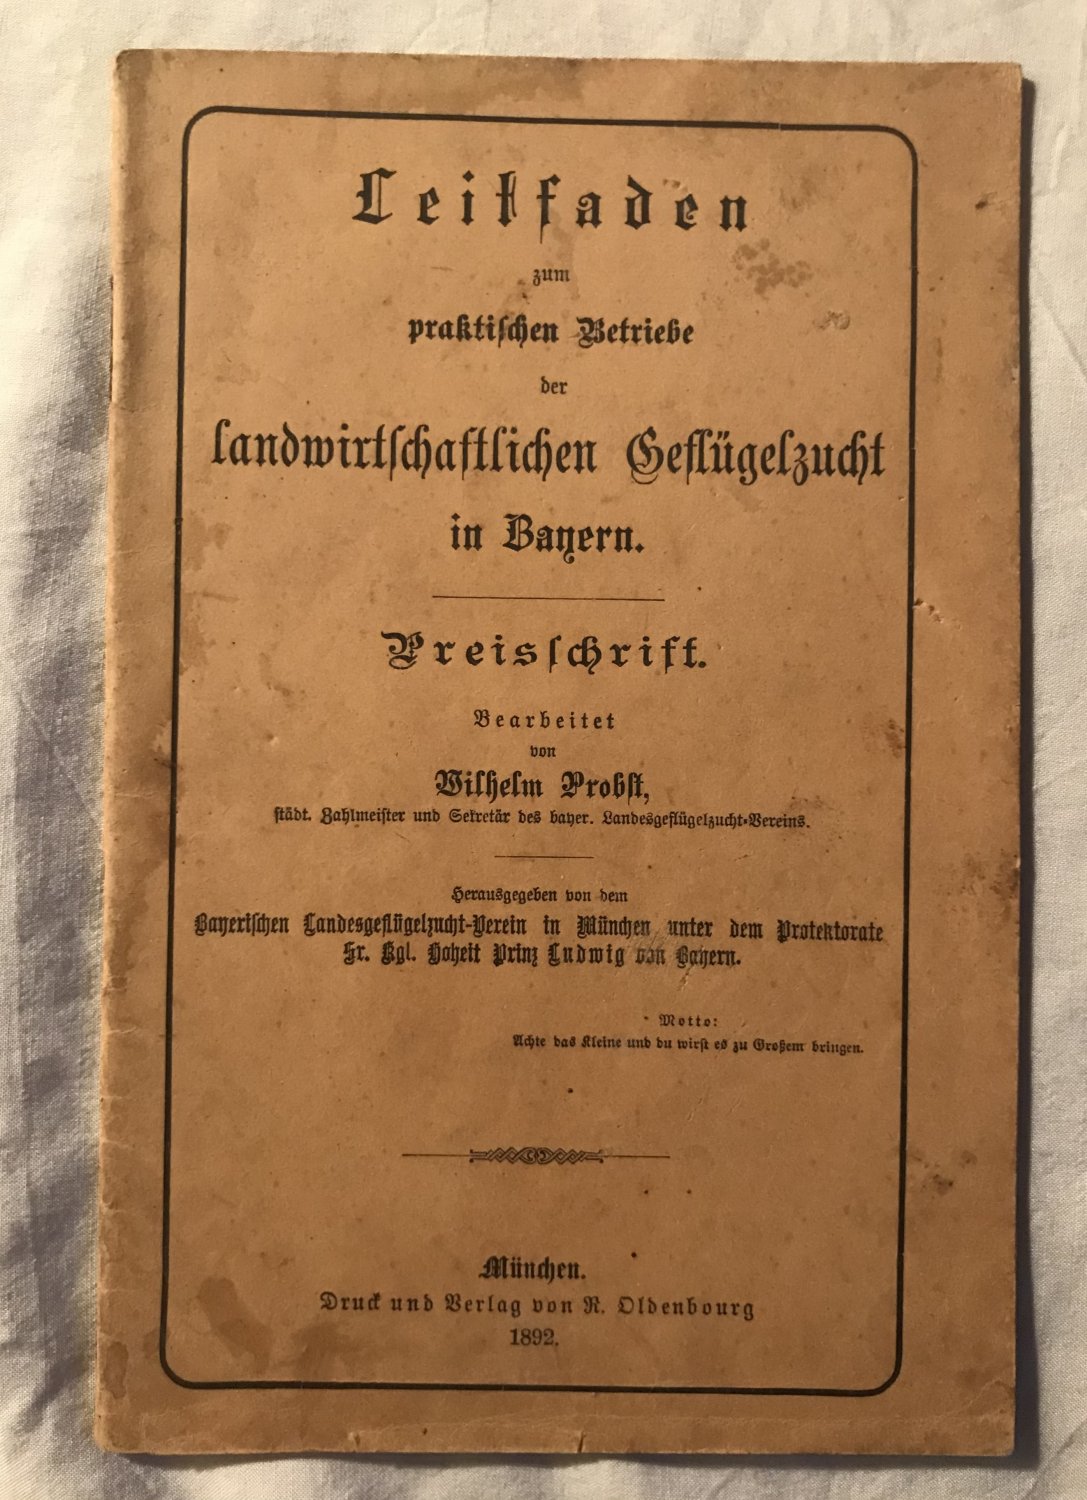 Leitfaden
zum
praktischen Betriebe
der
landwirtschaftlichen Geflügelzucht
in Bayern.
Preisschrift.
Bearbeitet
von
Wilhelm Probst,
städt. Zahlmeister und Sekretär des bayer. Landesgeflügelzucht-Vereins.
Herausgegeben von dem
Bayerischen Landesgeflügelzucht-Verein in München unter dem Protektorate
Sr. Kgl. Hoheit Prinz Ludwig von Bayern.
Motto:
Achte das Kleine und du wirst es zu Großem bringen.
München.
Druck und Verlag von R. Oldenbourg
1892.